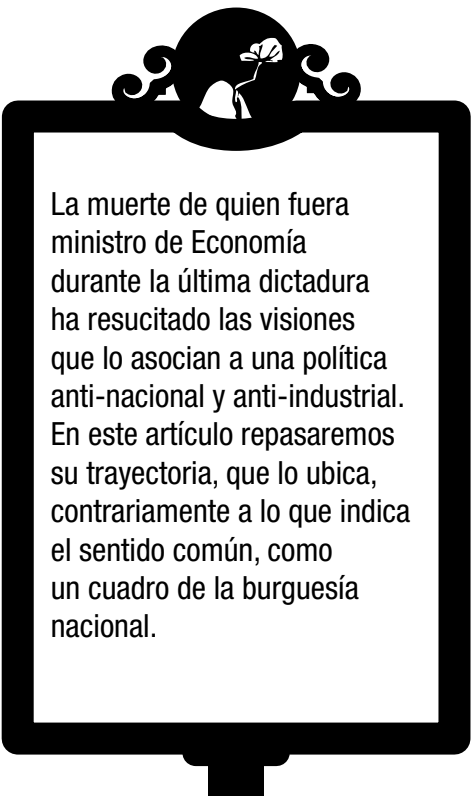 La muerte de quien fuera
ministro de Economía
durante la última dictadura
ha resucitado las visiones
que lo asocian a una política
anti-nacional y anti-industrial.
En este artículo repasaremos
su trayectoria, que lo ubica,
contrariamente a lo que indica
el sentido común, como
un cuadro de la burguesía
nacional.